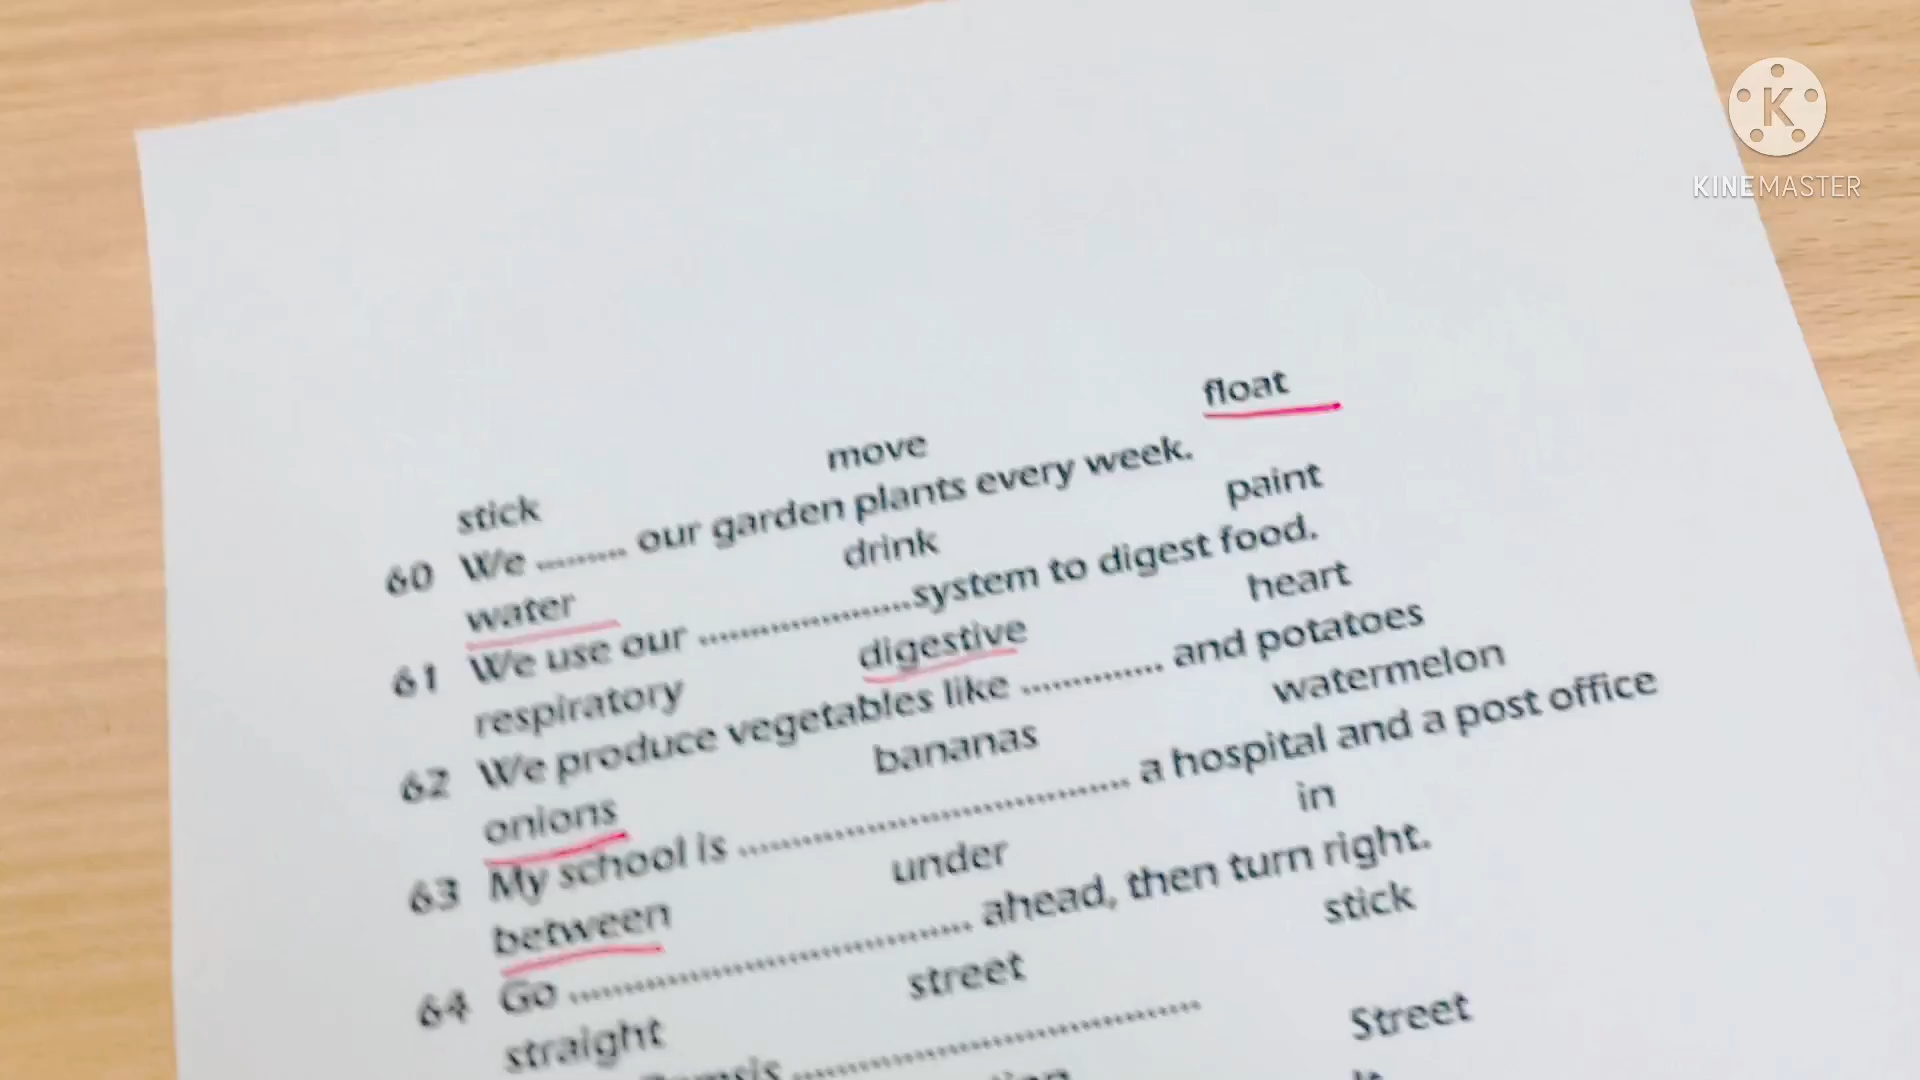 KINEMASTER
stick move float
60 We ......... our garden plants every week.
water drink paint
61 We use our .....................system to digest food.
respiratory digestive heart
62 We produce vegetables like .............. and potatoes
onions bananas watermelon
63 My school is ....................................... a hospital and a post office
between under in
64 Go ........................................ ahead, then turn right.
straight street stick
........................................
Street